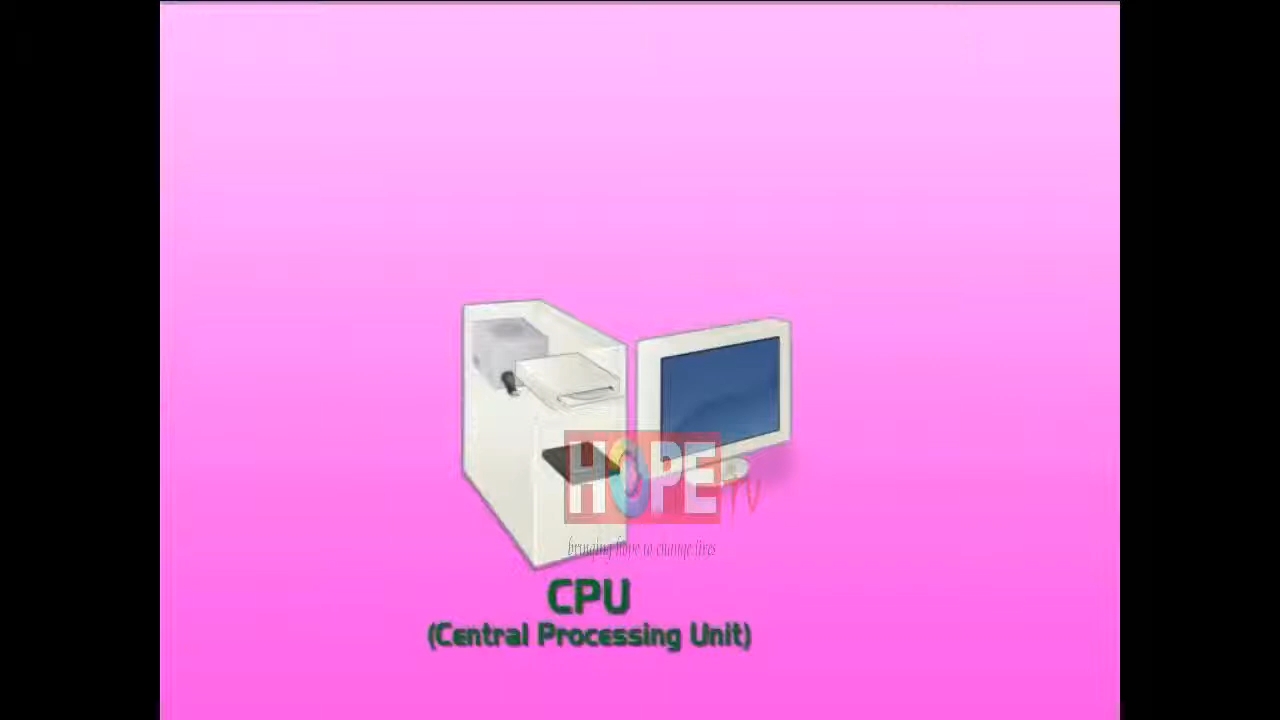 HOPE
TV
bringing hope to change lives
CPU
(Central Processing Unit)